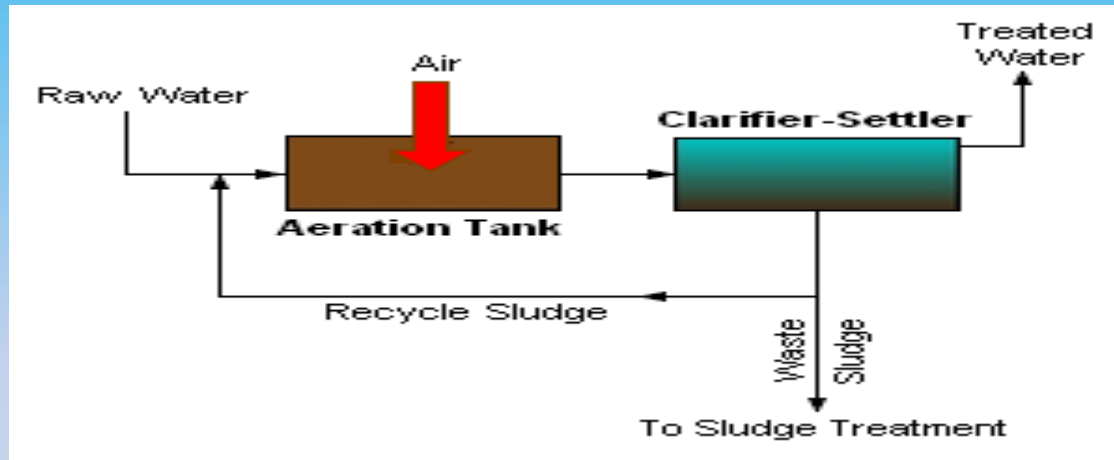 Treated
Water
Air
Raw Water
Clarifier-Settler
Aeration Tank
Recycle Sludge
Waste
Sludge
To Sludge Treatment